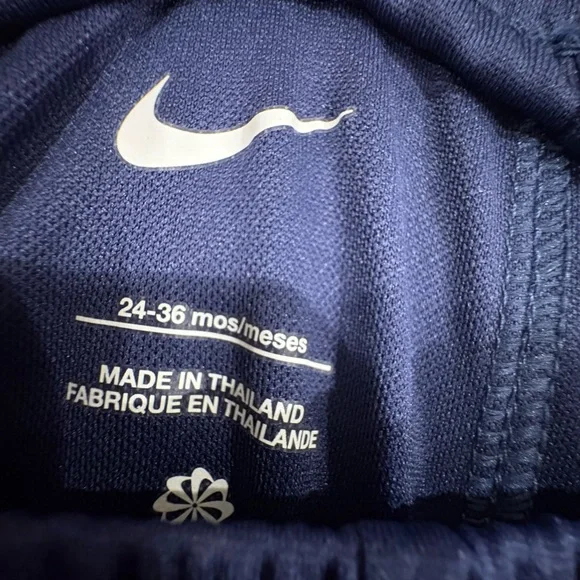 24-36 mos/meses
MADE IN THAILAND
FABRIQUE EN THAILANDE